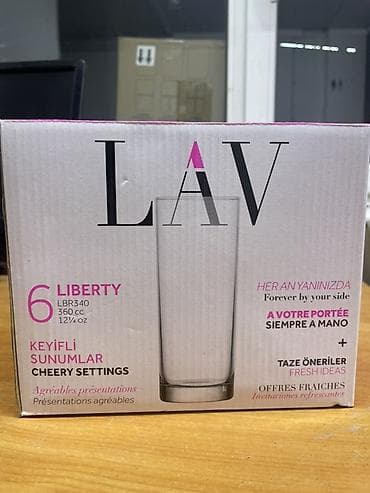 LAV
6 LIBERTY
LBR340
360 cc
12¼ oz
KEYİFLİ
SUNUMLAR
CHEERY SETTINGS
Agréables présentations
Présentations agréables
HER AN YANINIZDA
Forever by your side
A VOTRE PORTÉE
SIEMPRE A MANO
+
TAZE ÖNERİLER
FRESH IDEAS
OFFRES FRAICHES
Invitaciones refrescantes